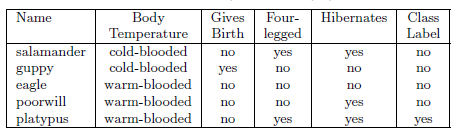 Name Body Gives Four- Hibernates Class
Temperature Birth legged Label
salamander cold-blooded no yes yes no
guppy cold-blooded yes no no no
eagle warm-blooded no no no no
poorwill warm-blooded no no yes no
platypus warm-blooded no yes yes yes